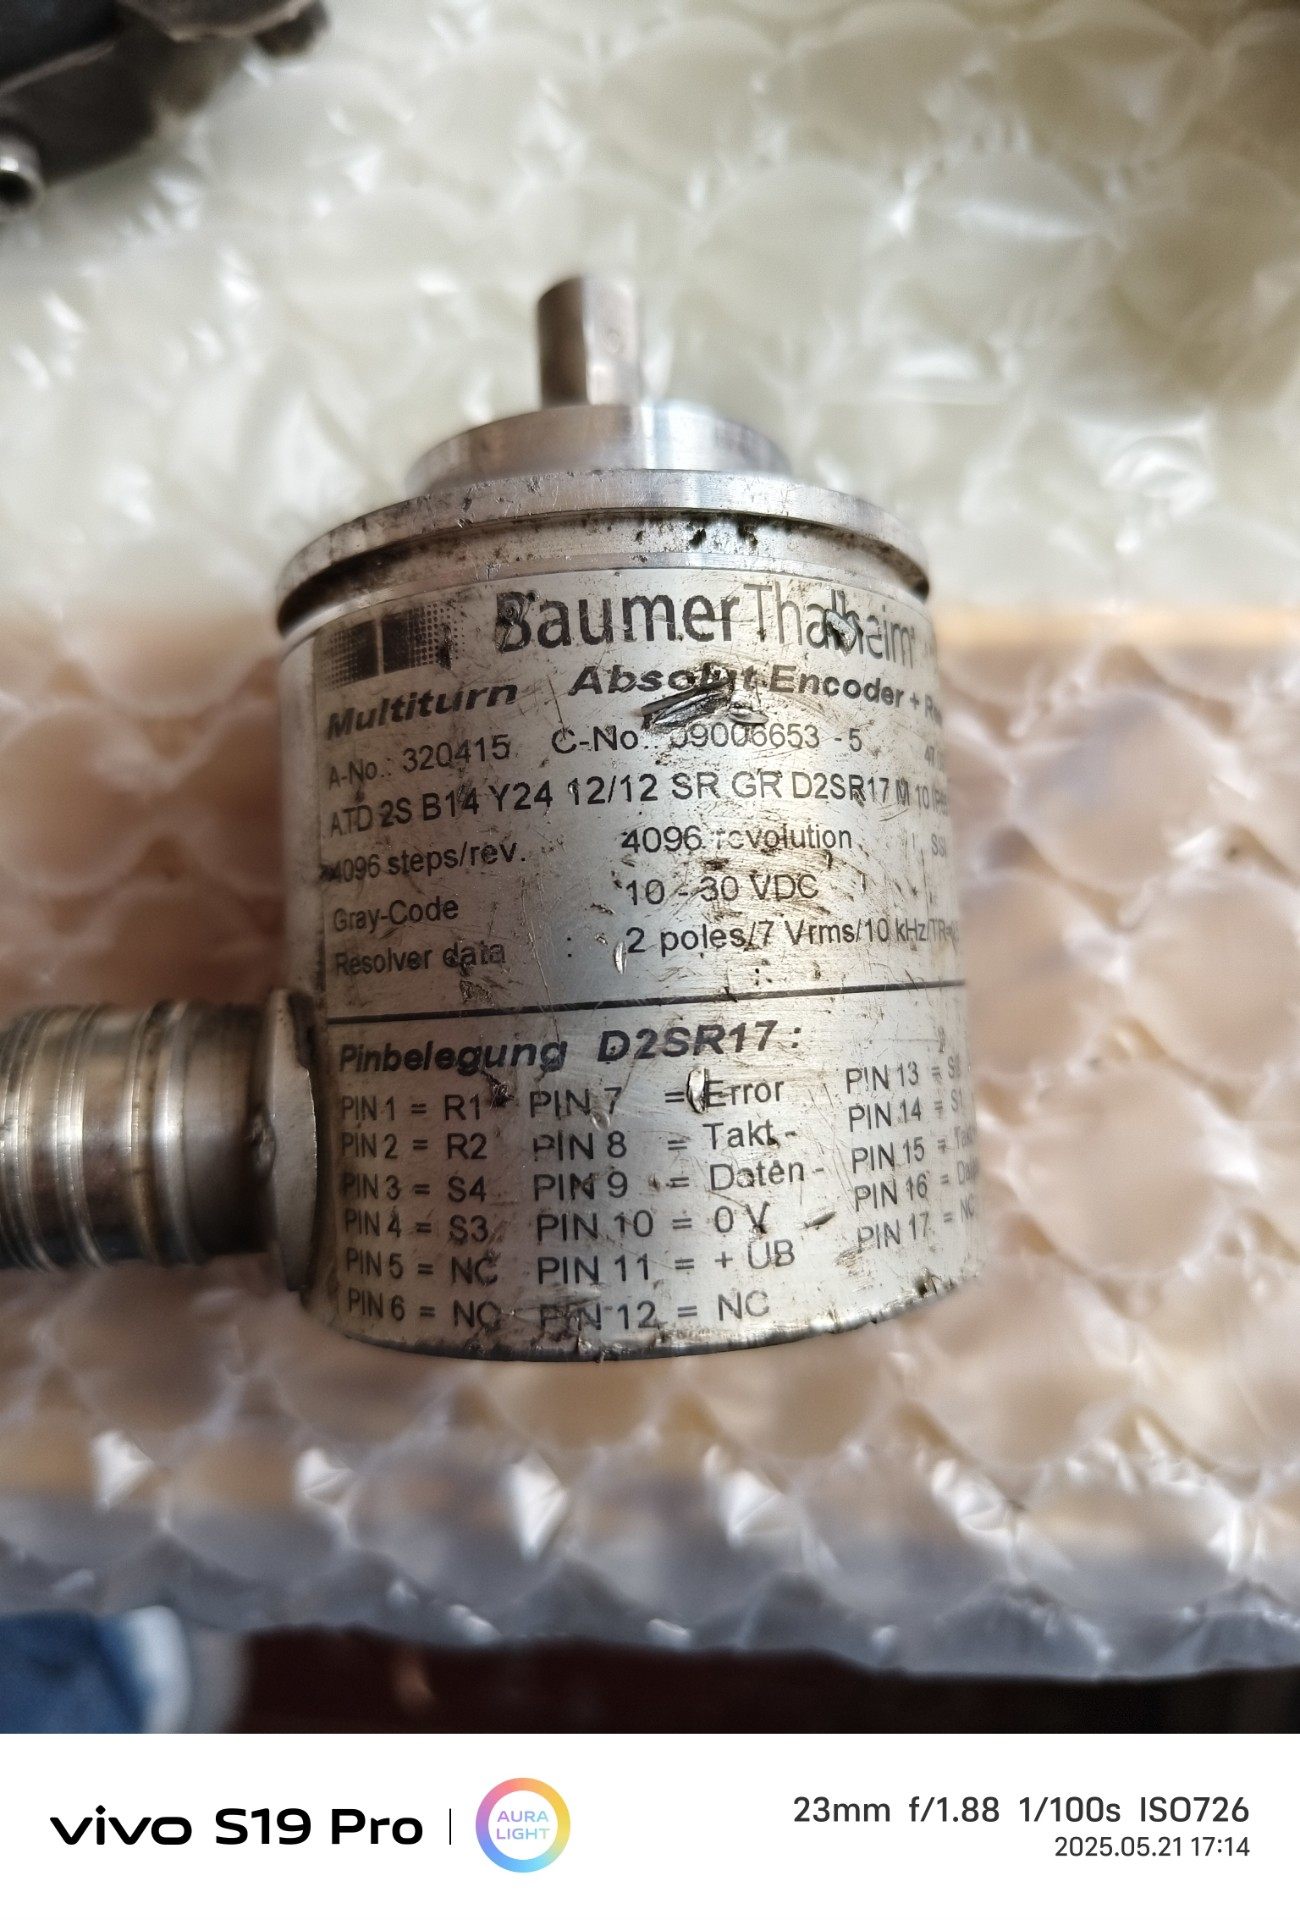 BaumerThalheim
Multiturn Absolut Encoder +
A-No.: 320415 C-No.: 09006653 -5
ATD 2S B14 Y24 12/12 SR GR D2SR17 M 10
4096 steps/rev. 4096 revolution
Gray-Code 10 - 30 VDC
Resolver data : 2 poles/7 Vrms/10 kHz/
Pinbelegung D2SR17 :
PIN 1 = R1 PIN 7 = Error PIN 13 =
PIN 2 = R2 PIN 8 = Takt - PIN 14 =
PIN 3 = S4 PIN 9 = Daten - PIN 15 =
PIN 4 = S3 PIN 10 = 0 V PIN 16 =
PIN 5 = NC PIN 11 = + UB PIN 17 = NC
PIN 6 = NC PIN 12 = NC
vivo S19 Pro | AURA LIGHT
23mm f/1.88 1/100s ISO726
2025.05.21 17:14